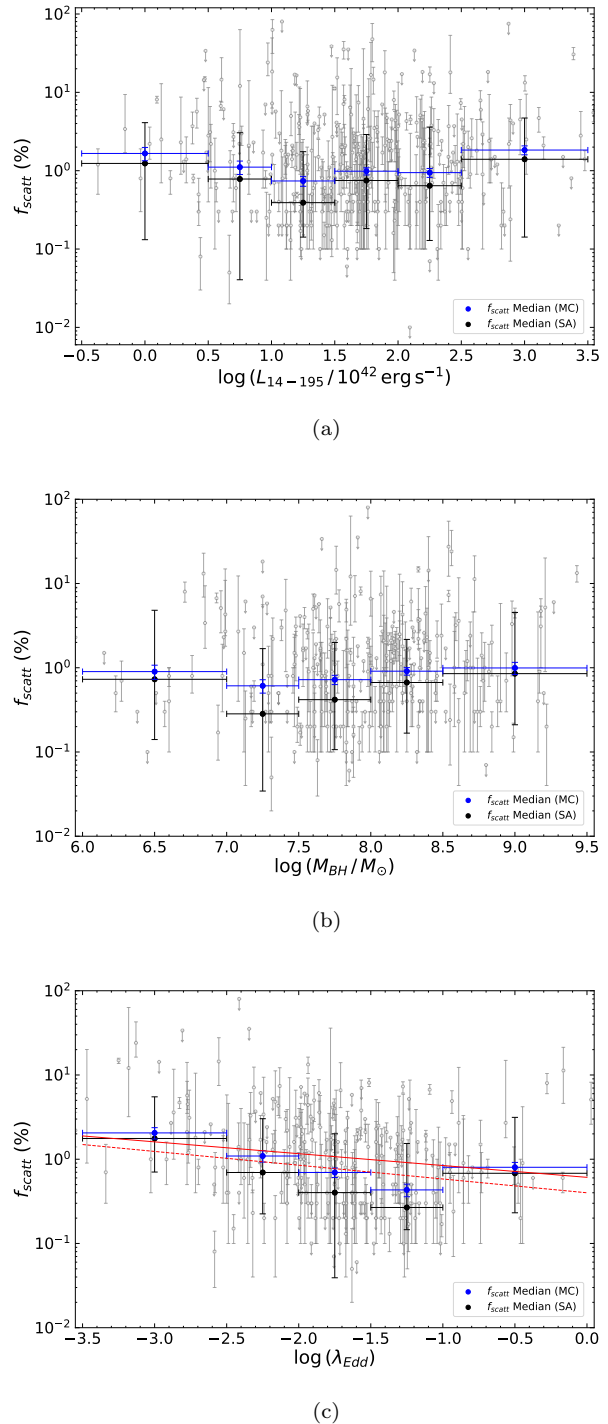 10²
10¹
10⁰
10⁻¹
10⁻²
f_scatt (%)
f_scatt Median (MC)
f_scatt Median (SA)
−0.5 0.0 0.5 1.0 1.5 2.0 2.5 3.0 3.5
log (L₁₄₋₁₉₅ / 10⁴² erg s⁻¹)
(a)
10²
10¹
10⁰
10⁻¹
10⁻²
f_scatt (%)
f_scatt Median (MC)
f_scatt Median (SA)
6.0 6.5 7.0 7.5 8.0 8.5 9.0 9.5
log (M_BH / M_⊙)
(b)
10²
10¹
10⁰
10⁻¹
10⁻²
f_scatt (%)
f_scatt Median (MC)
f_scatt Median (SA)
−3.5 −3.0 −2.5 −2.0 −1.5 −1.0 −0.5 0.0
log (λ_Edd)
(c)